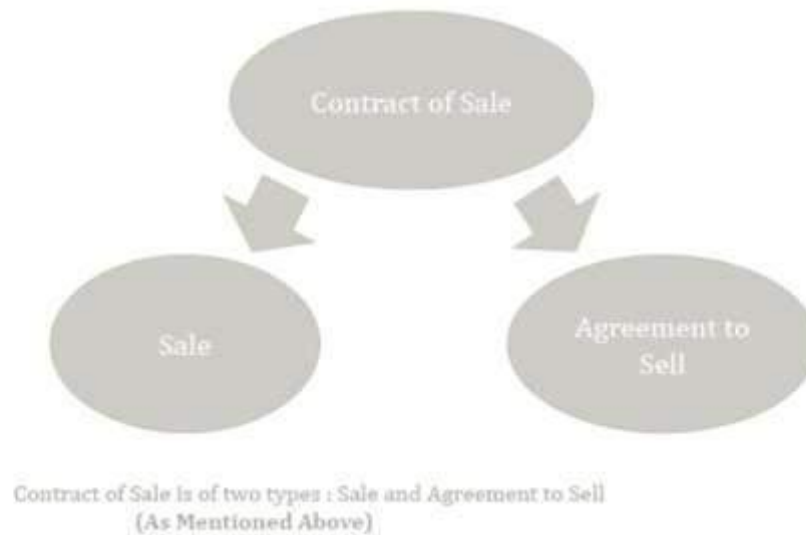 Contract of Sale
Sale
Agreement to
Sell
Contract of Sale is of two types : Sale and Agreement to Sell
(As Mentioned Above)